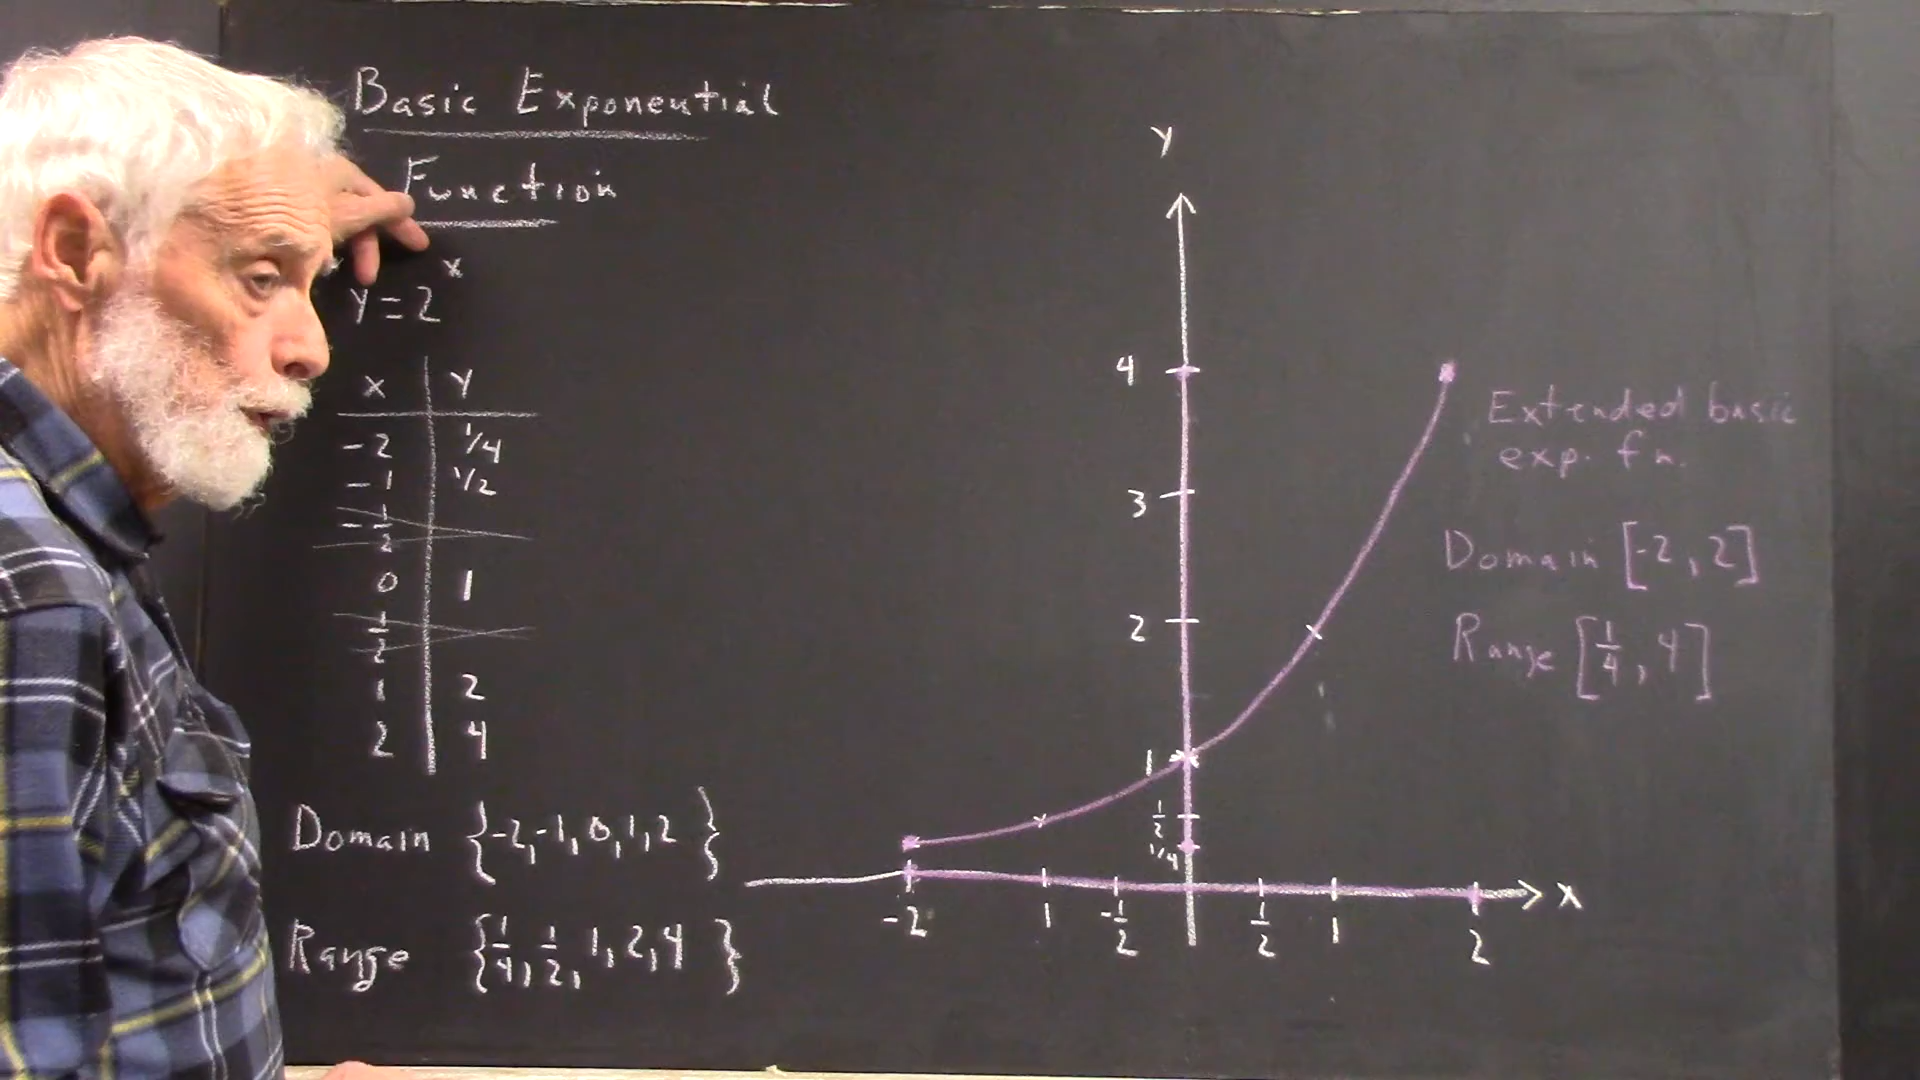 Basic Exponential
Function
y = 2^x
x y
-2 1/4
-1 1/2
-1/2
0 1
1/2
1 2
2 4
Domain {-2, -1, 0, 1, 2 }
Range {1/4, 1/2, 1, 2, 4 }
y
4
3
2
1
1/2
1/4
-2 1 -1/2 1/2 1 2
x
Extended basic
exp. fn.
Domain [-2, 2]
Range [1/4, 4]